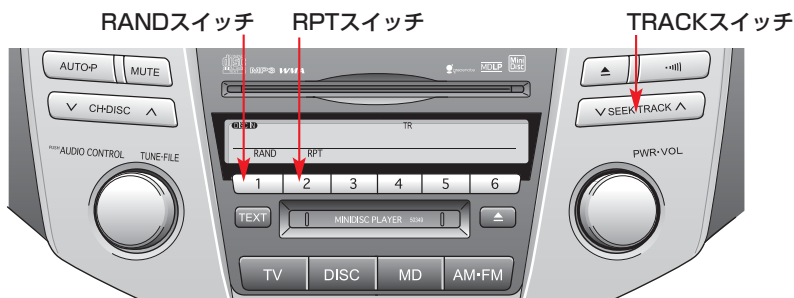 RANDスイッチ RPTスイッチ TRACKスイッチ
AUTO•P MUTE
disc MP3 WMA MDLP Mini Disc
∨ CH•DISC ∧
∨ SEEK TRACK ∧
DISC IN TR
RAND RPT
PUSH AUDIO CONTROL TUNE•FILE
PWR•VOL
1 2 3 4 5 6
TEXT MINIDISC PLAYER
TV DISC MD AM•FM